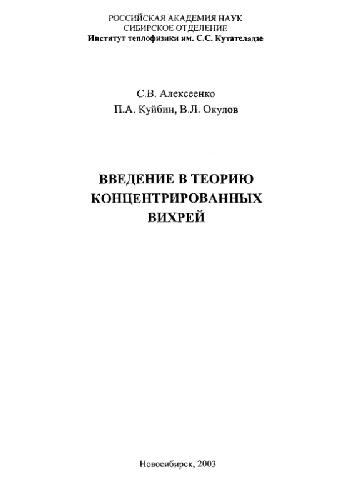 РОССИЙСКАЯ АКАДЕМИЯ НАУК
СИБИРСКОЕ ОТДЕЛЕНИЕ
Институт теплофизики им. С.С. Кутателадзе
С.В. Алексеенко
П.А. Куйбин, В.Л. Окулов
ВВЕДЕНИЕ В ТЕОРИЮ
КОНЦЕНТРИРОВАННЫХ
ВИХРЕЙ
Новосибирск, 2003